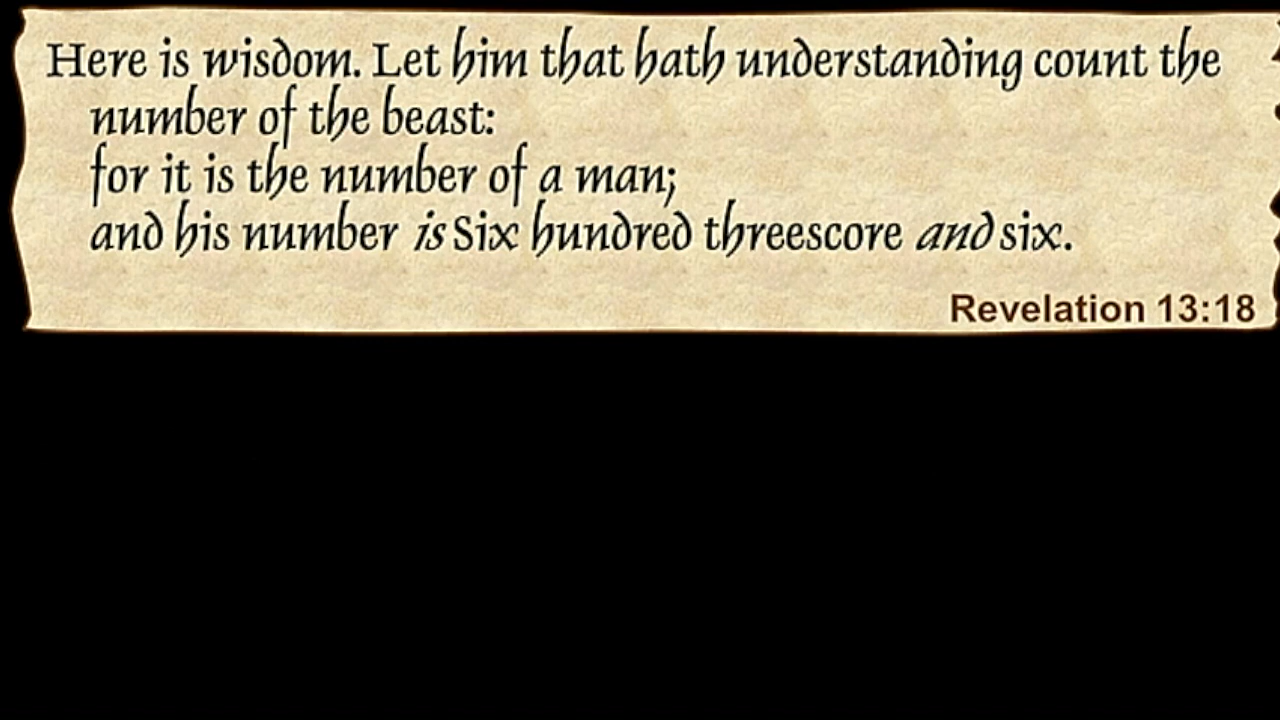 Here is wisdom. Let him that hath understanding count the
number of the beast:
for it is the number of a man;
and his number is Six hundred threescore and six.
Revelation 13:18